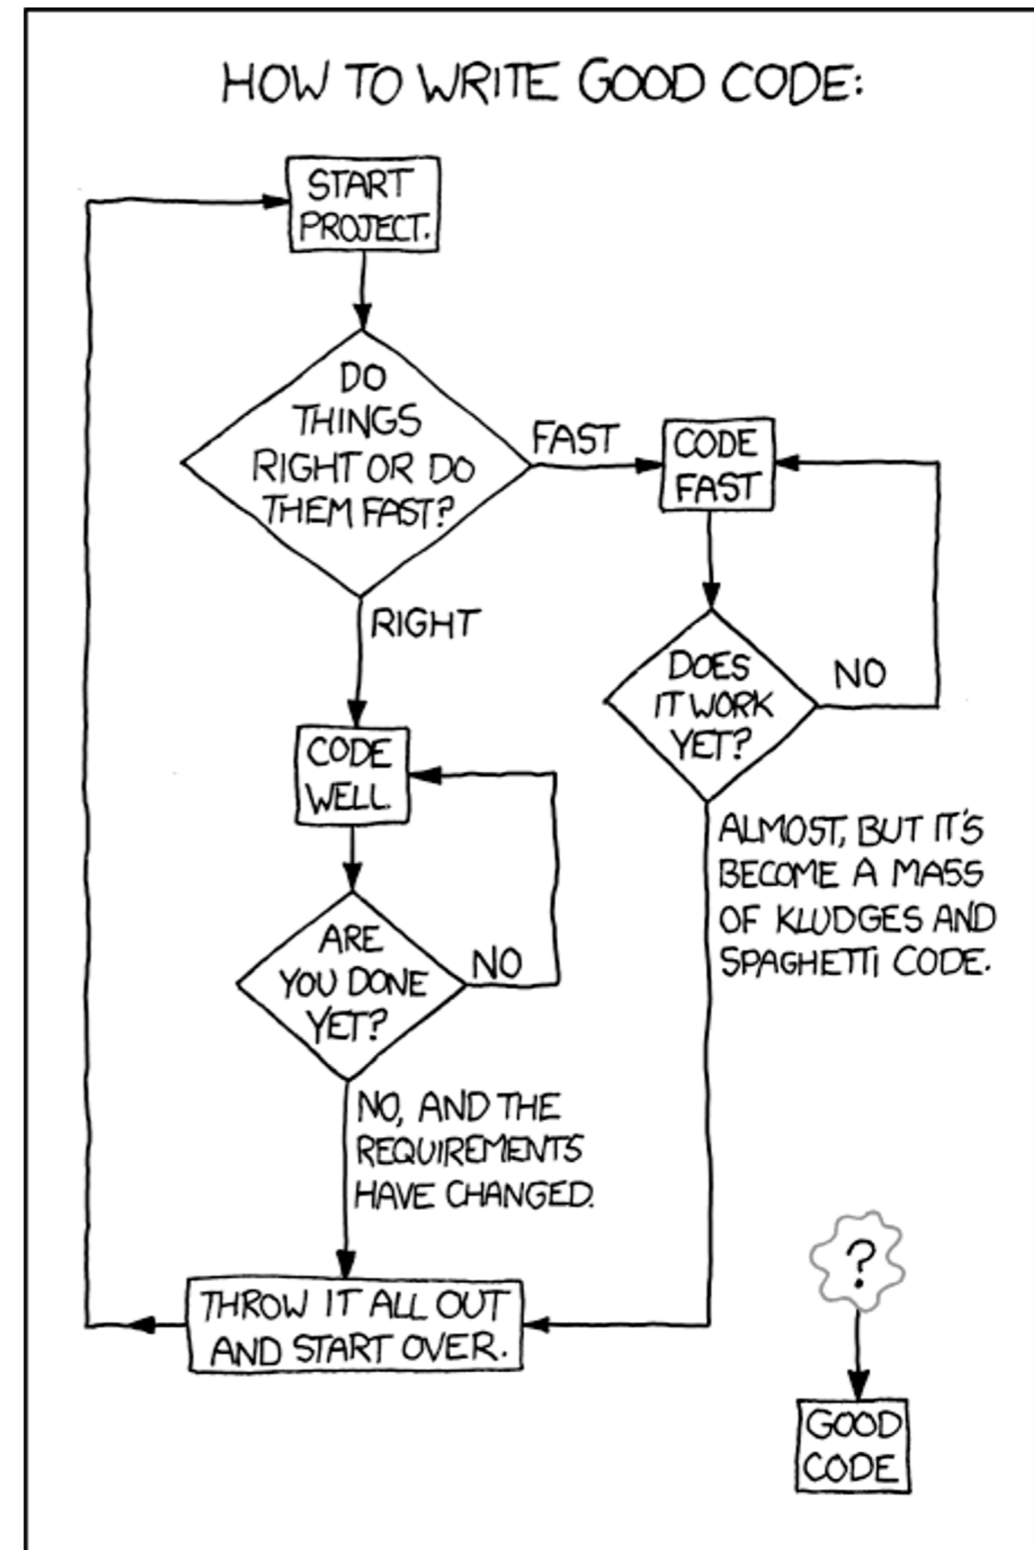 HOW TO WRITE GOOD CODE:
START
PROJECT.
DO
THINGS
RIGHT OR DO
THEM FAST?
FAST
CODE
FAST
RIGHT
DOES
IT WORK
YET?
NO
CODE
WELL.
ALMOST, BUT IT'S
BECOME A MASS
OF KLUDGES AND
SPAGHETTI CODE.
ARE
YOU DONE
YET?
NO
NO, AND THE
REQUIREMENTS
HAVE CHANGED.
THROW IT ALL OUT
AND START OVER.
?
GOOD
CODE